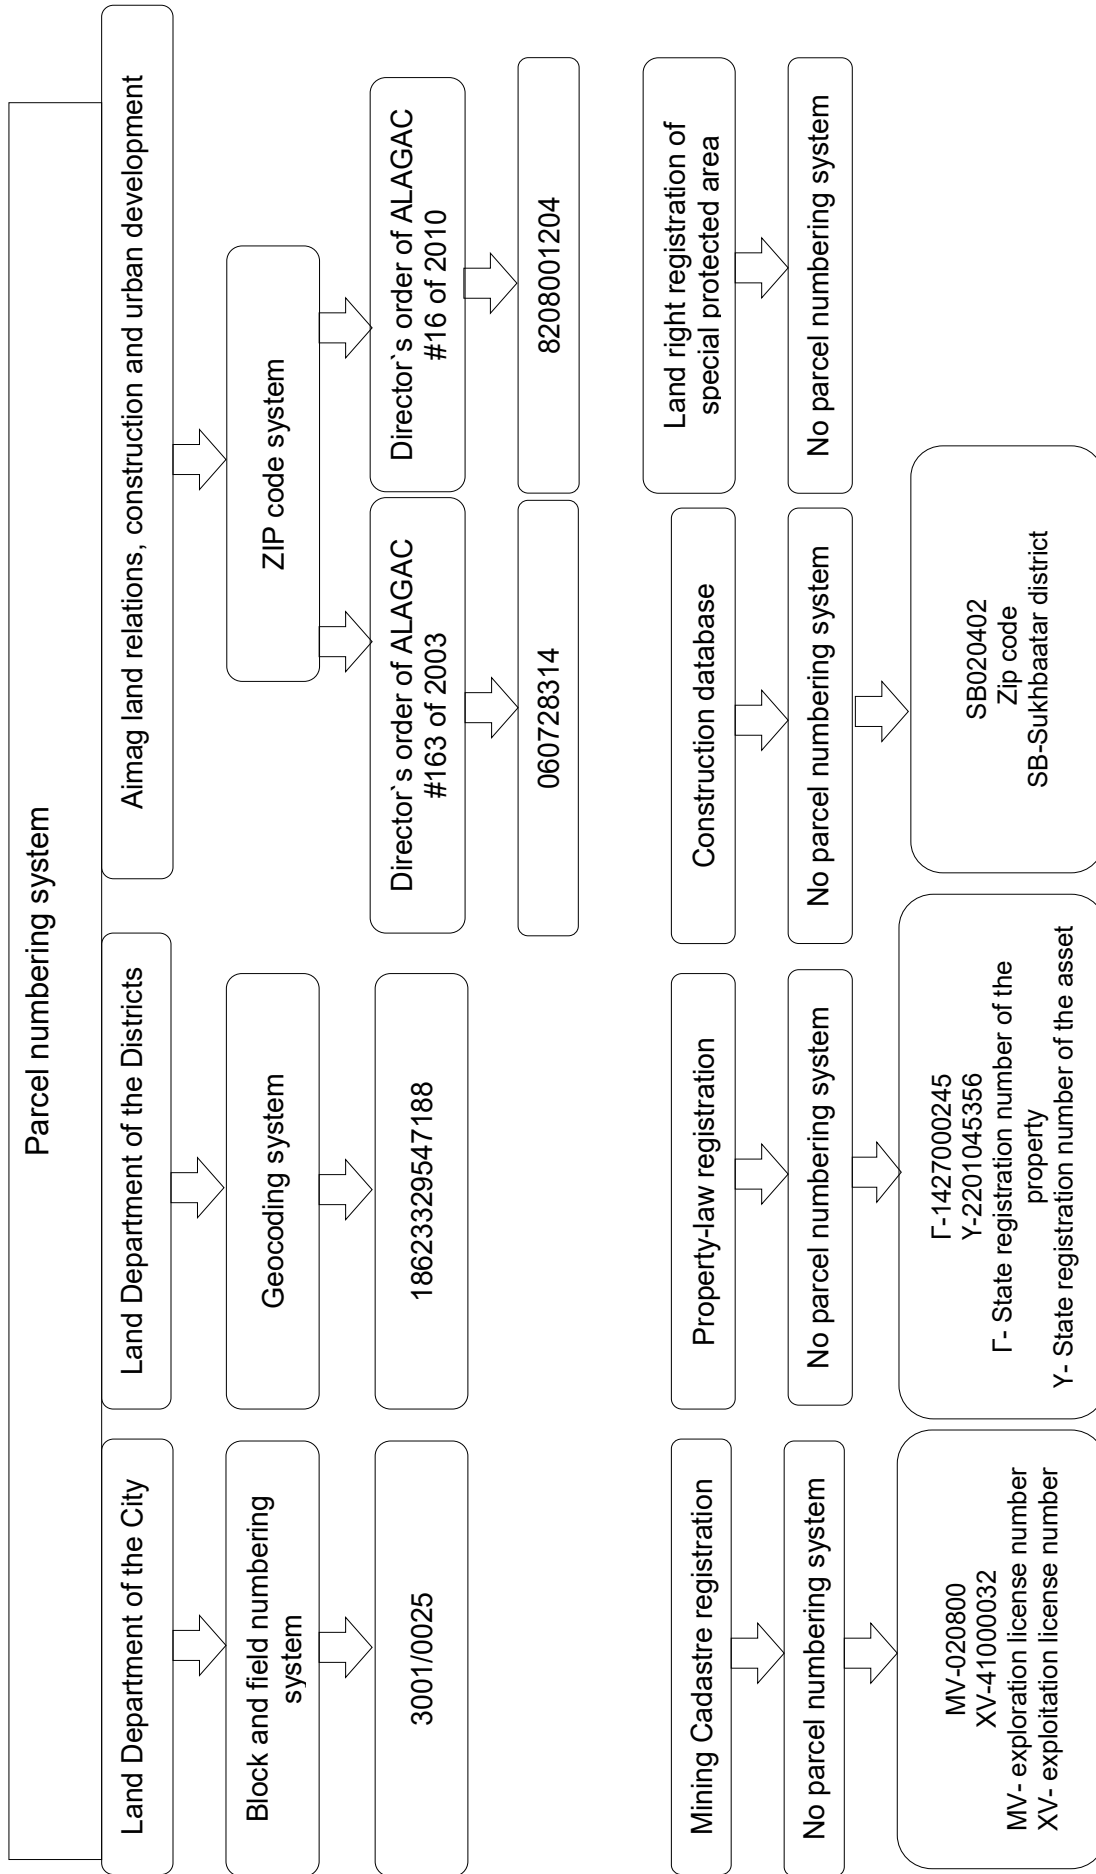 Parcel numbering system
Land Department of the City
Block and field numbering
system
3001/0025
Land Department of the Districts
Geocoding system
18623329547188
Aimag land relations, construction and urban development
ZIP code system
Director`s order of ALAGAC
#163 of 2003
060728314
Director`s order of ALAGAC
#16 of 2010
8208001204
Mining Cadastre registration
No parcel numbering system
MV-020800
XV-41000032
MV- exploration license number
XV- exploitation license number
Property-law registration
No parcel numbering system
Г-1427000245
Y-2201045356
Г- State registration number of the
property
Y- State registration number of the asset
Construction database
No parcel numbering system
SB020402
Zip code
SB-Sukhbaatar district
Land right registration of
special protected area
No parcel numbering system